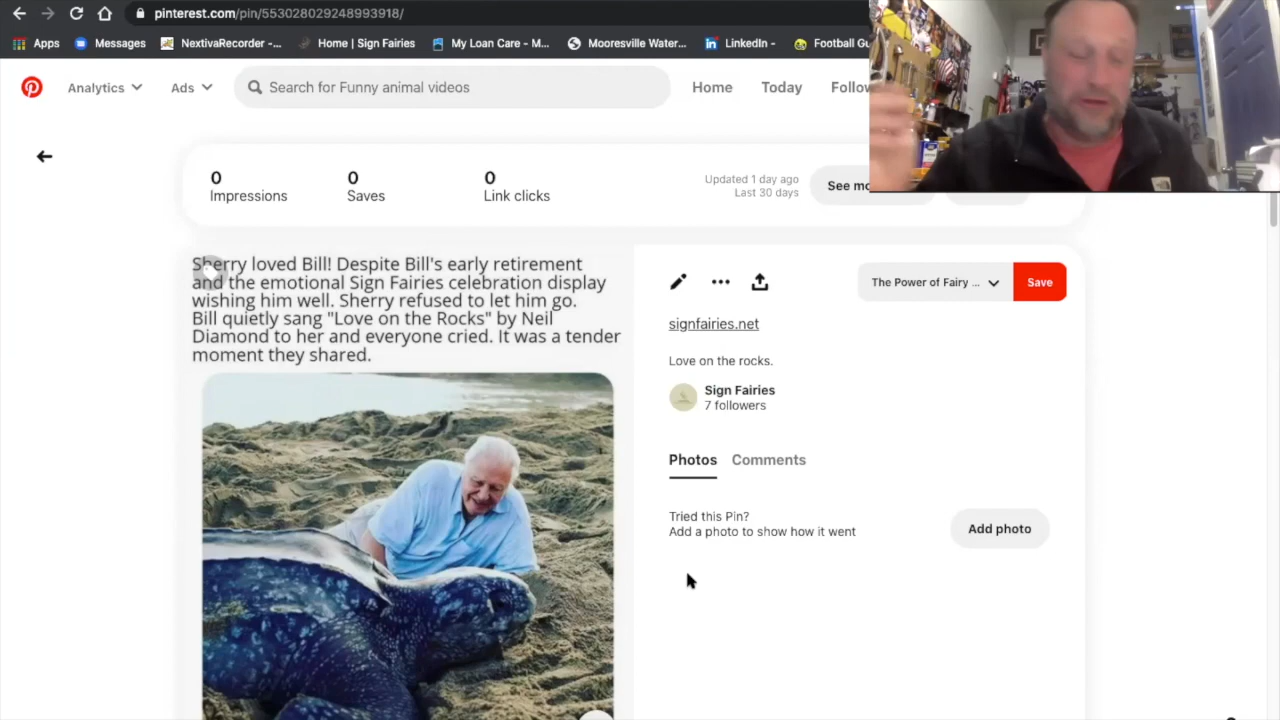 pinterest.com/pin/553028029248993918/
Apps
Messages
NextivaRecorder -...
Home | Sign Fairies
My Loan Care - M...
Mooresville Water...
LinkedIn -
Football Gu
Analytics
Ads
Search for Funny animal videos
Home
Today
Follow
0
Impressions
0
Saves
0
Link clicks
Updated 1 day ago
Last 30 days
See mo
Sherry loved Bill! Despite Bill's early retirement
and the emotional Sign Fairies celebration display
wishing him well. Sherry refused to let him go.
Bill quietly sang "Love on the Rocks" by Neil
Diamond to her and everyone cried. It was a tender
moment they shared.
The Power of Fairy ...
Save
signfairies.net
Love on the rocks.
Sign Fairies
7 followers
Photos
Comments
Tried this Pin?
Add a photo to show how it went
Add photo